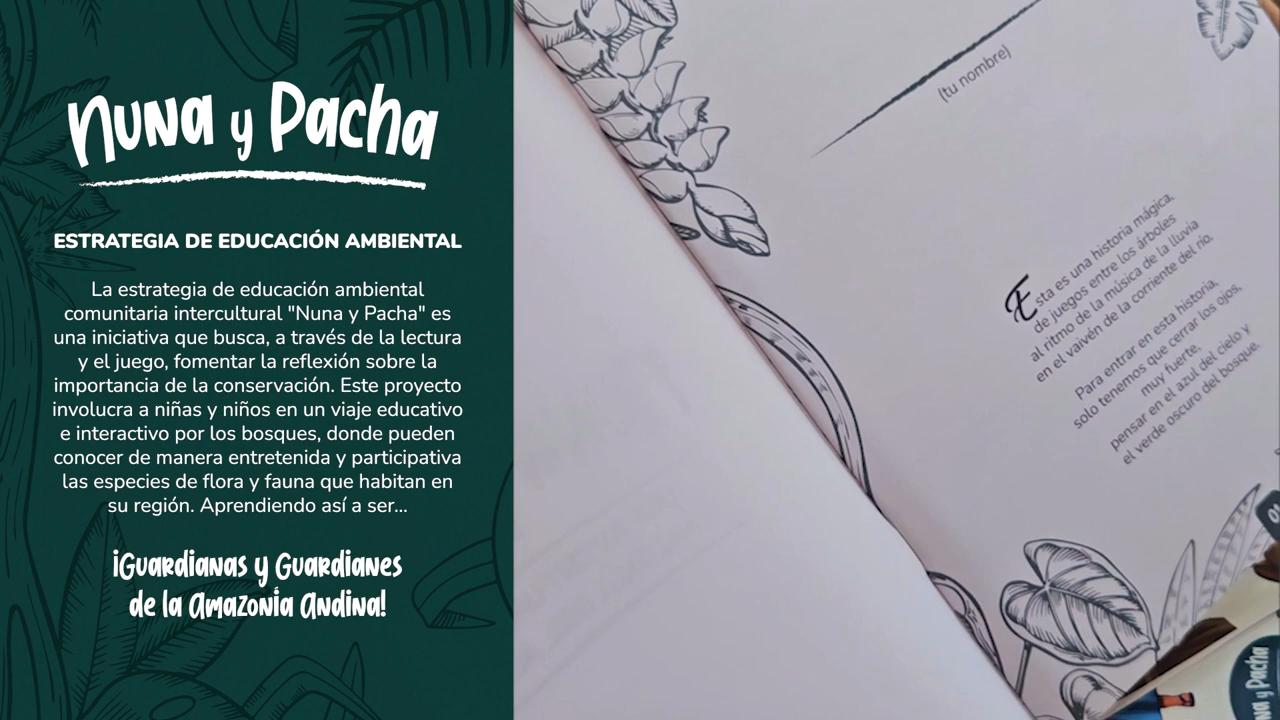 Nuna y Pacha
ESTRATEGIA DE EDUCACIÓN AMBIENTAL
La estrategia de educación ambiental
comunitaria intercultural "Nuna y Pacha" es
una iniciativa que busca, a través de la lectura
y el juego, fomentar la reflexión sobre la
importancia de la conservación. Este proyecto
involucra a niñas y niños en un viaje educativo
e interactivo por los bosques, donde pueden
conocer de manera entretenida y participativa
las especies de flora y fauna que habitan en
su región. Aprendiendo así a ser...
¡Guardianas y Guardianes
de la Amazonía Andina!
(tu nombre)
Esta es una historia mágica,
de juegos entre los árboles
al ritmo de la música de la lluvia
en el vaivén de la corriente del río.
Para entrar en esta historia,
solo tenemos que cerrar los ojos,
muy fuerte,
pensar en el azul del cielo y
el verde oscuro del bosque.
y Pacha